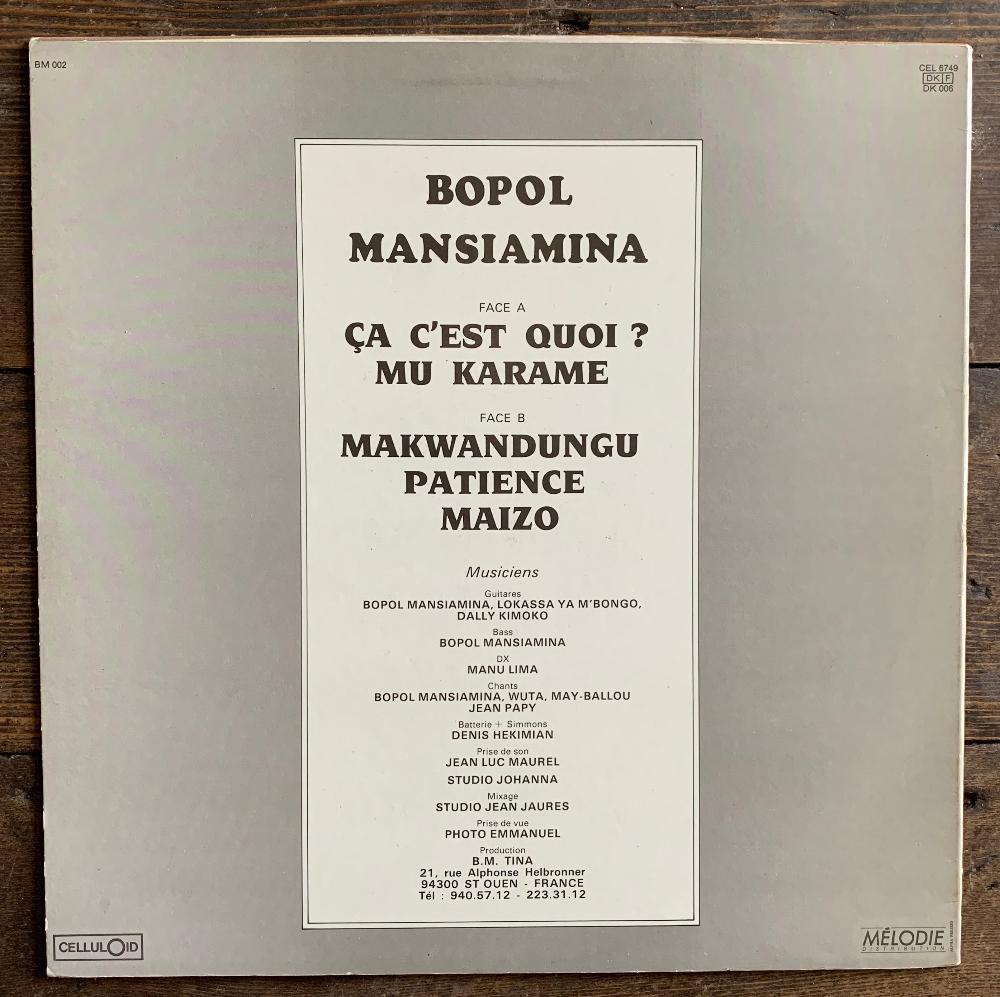 BM 002
CEL 6749
DK F
DK 006
BOPOL
MANSIAMINA
FACE A
ÇA C'EST QUOI ?
MU KARAME
FACE B
MAKWANDUNGU
PATIENCE
MAIZO
Musiciens
Guitares
BOPOL MANSIAMINA, LOKASSA YA M'BONGO,
DALLY KIMOKO
Bass
BOPOL MANSIAMINA
DX
MANU LIMA
Chants
BOPOL MANSIAMINA, WUTA, MAY-BALLOU
JEAN PAPY
Batterie + Simmons
DENIS HEKIMIAN
Prise de son
JEAN LUC MAUREL
STUDIO JOHANNA
Mixage
STUDIO JEAN JAURES
Prise de vue
PHOTO EMMANUEL
Production
B.M. TINA
21, rue Alphonse Helbronner
94300 ST OUEN - FRANCE
Tél : 940.57.12 - 223.31.12
CELLULOID
MÉLODIE
DISTRIBUTION